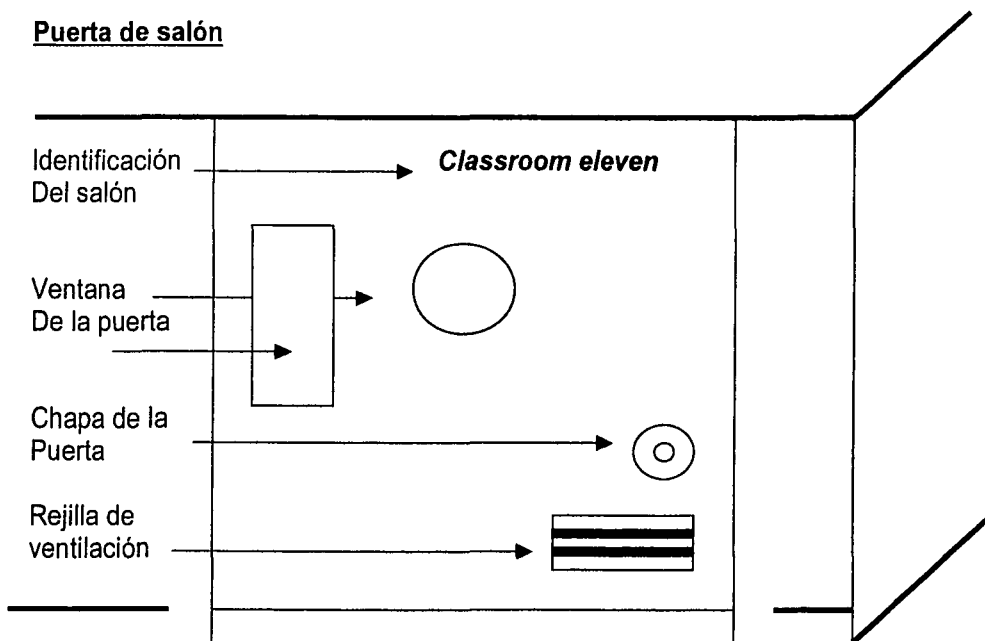 Puerta de salón
Identificación
Del salón
Classroom eleven
Ventana
De la puerta
Chapa de la
Puerta
Rejilla de
ventilación